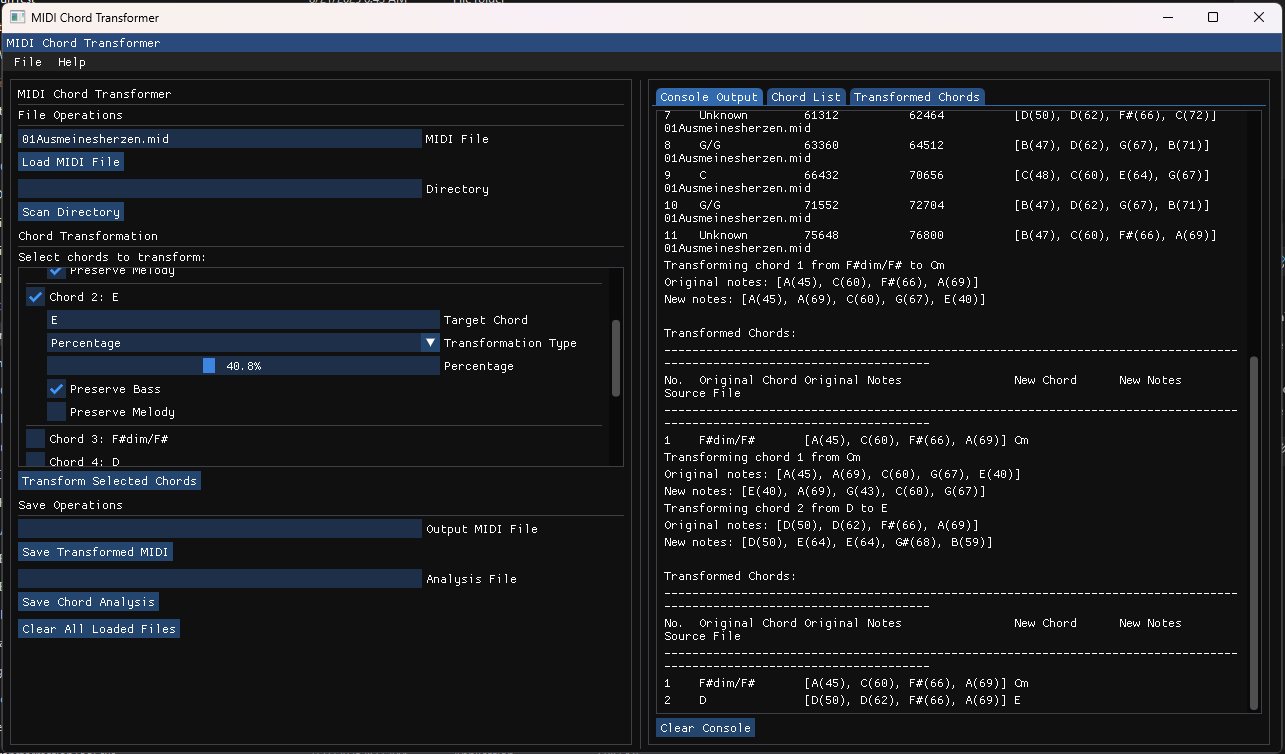 MIDI Chord Transformer
MIDI Chord Transformer
File Help
MIDI Chord Transformer
File Operations
01Ausmeinesherzen.mid MIDI File
Load MIDI File
Directory
Scan Directory
Chord Transformation
Select chords to transform:
Preserve Melody
Chord 2: E
E Target Chord
Percentage Transformation Type
40.8% Percentage
Preserve Bass
Preserve Melody
Chord 3: F#dim/F#
Chord 4: D
Transform Selected Chords
Save Operations
Output MIDI File
Save Transformed MIDI
Analysis File
Save Chord Analysis
Clear All Loaded Files
Console Output Chord List Transformed Chords
7 Unknown 61312 62464 [D(50), D(62), F#(66), C(72)]
01Ausmeinesherzen.mid
8 G/G 63360 64512 [B(47), D(62), G(67), B(71)]
01Ausmeinesherzen.mid
9 C 66432 70656 [C(48), C(60), E(64), G(67)]
01Ausmeinesherzen.mid
10 G/G 71552 72704 [B(47), D(62), G(67), B(71)]
01Ausmeinesherzen.mid
11 Unknown 75648 76800 [B(47), C(60), F#(66), A(69)]
01Ausmeinesherzen.mid
Transforming chord 1 from F#dim/F# to Cm
Original notes: [A(45), C(60), F#(66), A(69)]
New notes: [A(45), A(69), C(60), G(67), E(40)]
Transformed Chords:
----------------------------------------------------------------------------------
--------------------------------------
No. Original Chord Original Notes New Chord New Notes
Source File
----------------------------------------------------------------------------------
--------------------------------------
1 F#dim/F# [A(45), C(60), F#(66), A(69)] Cm
Transforming chord 1 from Cm
Original notes: [A(45), A(69), C(60), G(67), E(40)]
New notes: [E(40), A(69), G(43), C(60), G(67)]
Transforming chord 2 from D to E
Original notes: [D(50), D(62), F#(66), A(69)]
New notes: [D(50), E(64), E(64), G#(68), B(59)]
Transformed Chords:
----------------------------------------------------------------------------------
--------------------------------------
No. Original Chord Original Notes New Chord New Notes
Source File
----------------------------------------------------------------------------------
--------------------------------------
1 F#dim/F# [A(45), C(60), F#(66), A(69)] Cm
2 D [D(50), D(62), F#(66), A(69)] E
Clear Console